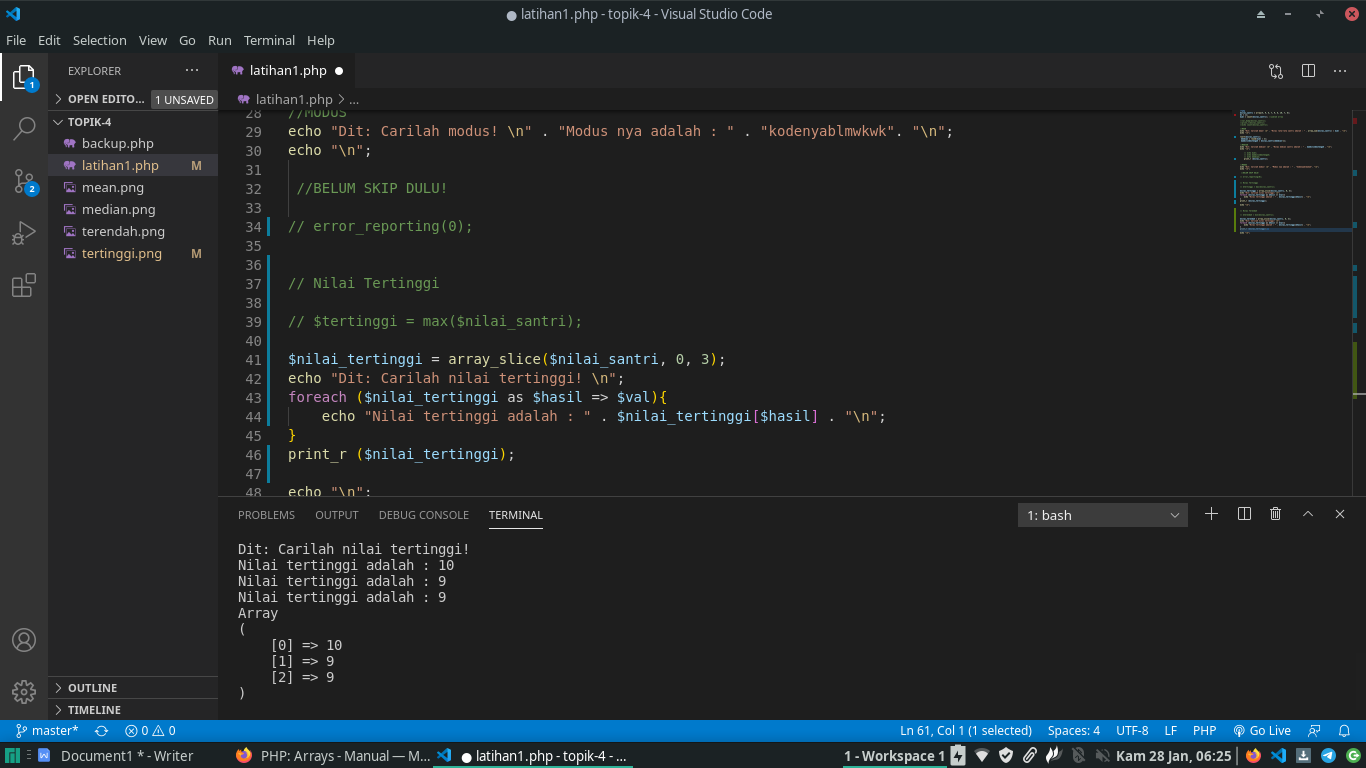 latihan1.php - topik-4 - Visual Studio Code
File Edit Selection View Go Run Terminal Help
EXPLORER
latihan1.php
OPEN EDITO... 1 UNSAVED
latihan1.php > ...
TOPIK-4
backup.php
latihan1.php M
mean.png
median.png
terendah.png
tertinggi.png M
OUTLINE
TIMELINE
1
2
28 //MODUS
29 echo "Dit: Carilah modus! \n" . "Modus nya adalah : " . "kodenyablmwkwk". "\n";
30 echo "\n";
31
32 //BELUM SKIP DULU!
33
34 // error_reporting(0);
35
36
37 // Nilai Tertinggi
38
39 // $tertinggi = max($nilai_santri);
40
41 $nilai_tertinggi = array_slice($nilai_santri, 0, 3);
42 echo "Dit: Carilah nilai tertinggi! \n";
43 foreach ($nilai_tertinggi as $hasil => $val){
44 echo "Nilai tertinggi adalah : " . $nilai_tertinggi[$hasil] . "\n";
45 }
46 print_r ($nilai_tertinggi);
47
48 echo "\n";
PROBLEMS OUTPUT DEBUG CONSOLE TERMINAL 1: bash
Dit: Carilah nilai tertinggi!
Nilai tertinggi adalah : 10
Nilai tertinggi adalah : 9
Nilai tertinggi adalah : 9
Array
(
[0] => 10
[1] => 9
[2] => 9
)
master* 0 0 Ln 61, Col 1 (1 selected) Spaces: 4 UTF-8 LF PHP Go Live
Document1 * - Writer PHP: Arrays - Manual — M... ● latihan1.php - topik-4 - ... 1 - Workspace 1 Kam 28 Jan, 06:25